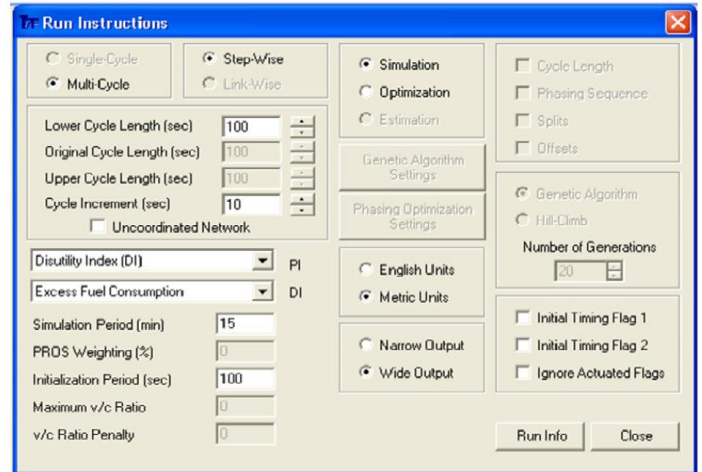 T7F Run Instructions
Single-Cycle
Multi-Cycle
Step-Wise
Link-Wise
Lower Cycle Length (sec) 100
Original Cycle Length (sec) 100
Upper Cycle Length (sec) 100
Cycle Increment (sec) 10
Uncoordinated Network
Disutility Index (DI) PI
Excess Fuel Consumption DI
Simulation Period (min) 15
PROS Weighting (%) 0
Initialization Period (sec) 100
Maximum v/c Ratio 0
v/c Ratio Penalty 0
Simulation
Optimization
Estimation
Genetic Algorithm
Settings
Phasing Optimization
Settings
English Units
Metric Units
Narrow Output
Wide Output
Cycle Length
Phasing Sequence
Splits
Offsets
Genetic Algorithm
Hill-Climb
Number of Generations
20
Initial Timing Flag 1
Initial Timing Flag 2
Ignore Actuated Flags
Run Info Close